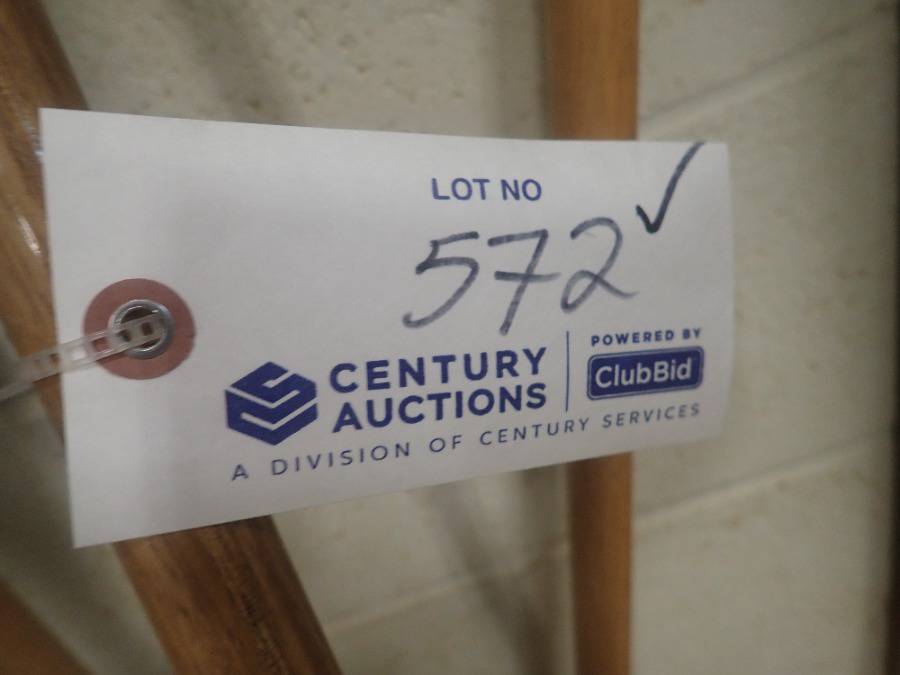 LOT NO
572 ✓
CENTURY
AUCTIONS
POWERED BY
ClubBid
A DIVISION OF CENTURY SERVICES